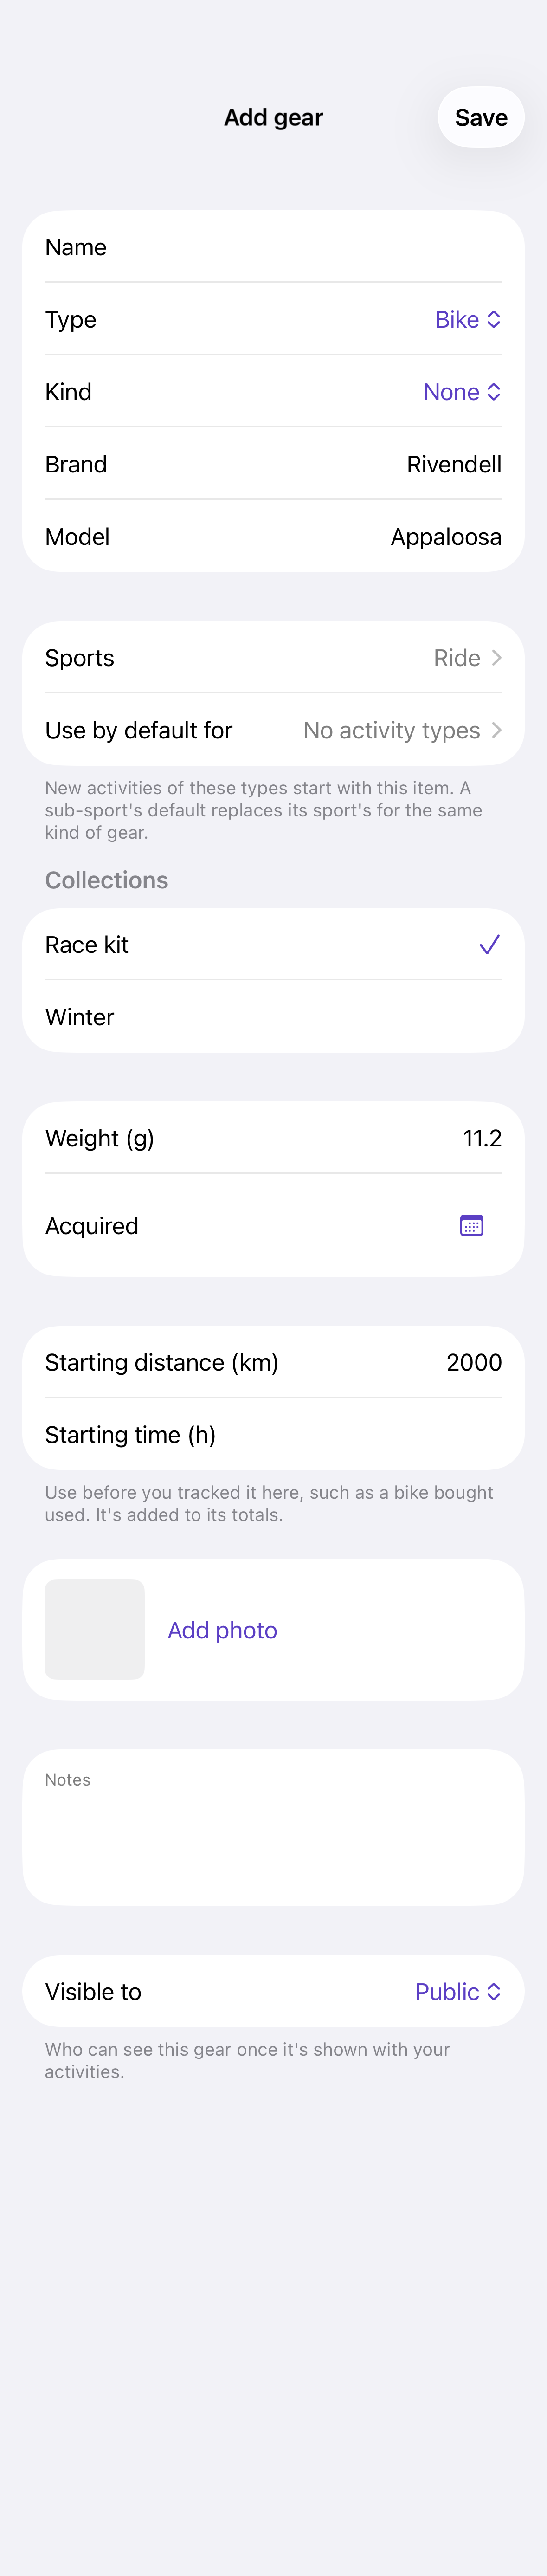 Add gear
Save
Name
Type Bike
Kind None
Brand Rivendell
Model Appaloosa
Sports Ride
Use by default for No activity types
New activities of these types start with this item. A
sub-sport's default replaces its sport's for the same
kind of gear.
Collections
Race kit
Winter
Weight (g) 11.2
Acquired
Starting distance (km) 2000
Starting time (h)
Use before you tracked it here, such as a bike bought
used. It's added to its totals.
Add photo
Notes
Visible to Public
Who can see this gear once it's shown with your
activities.